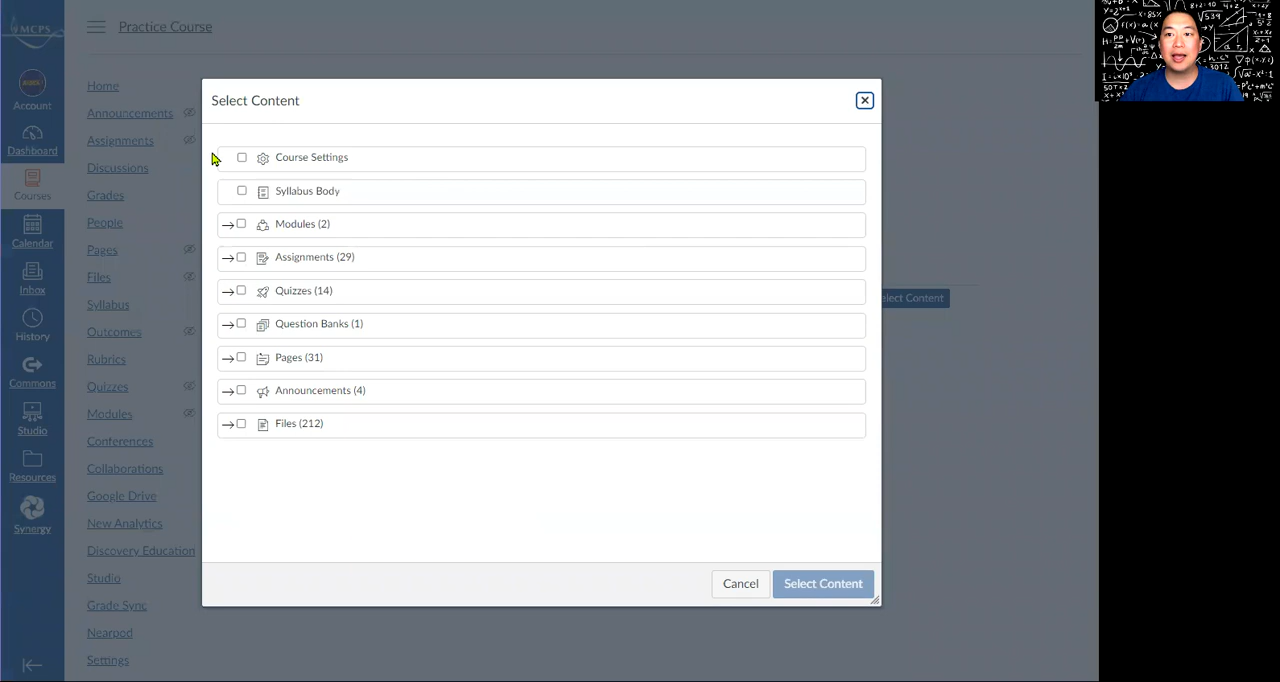 MCPS
Practice Course
Account
Dashboard
Courses
Calendar
Inbox
History
Commons
Studio
Resources
Synergy
Home
Announcements
Assignments
Discussions
Grades
People
Pages
Files
Syllabus
Outcomes
Rubrics
Quizzes
Modules
Conferences
Collaborations
Google Drive
New Analytics
Discovery Education
Studio
Grade Sync
Nearpod
Settings
Select Content
Course Settings
Syllabus Body
Modules (2)
Assignments (29)
Quizzes (14)
Question Banks (1)
Pages (31)
Announcements (4)
Files (212)
elect Content
Cancel
Select Content